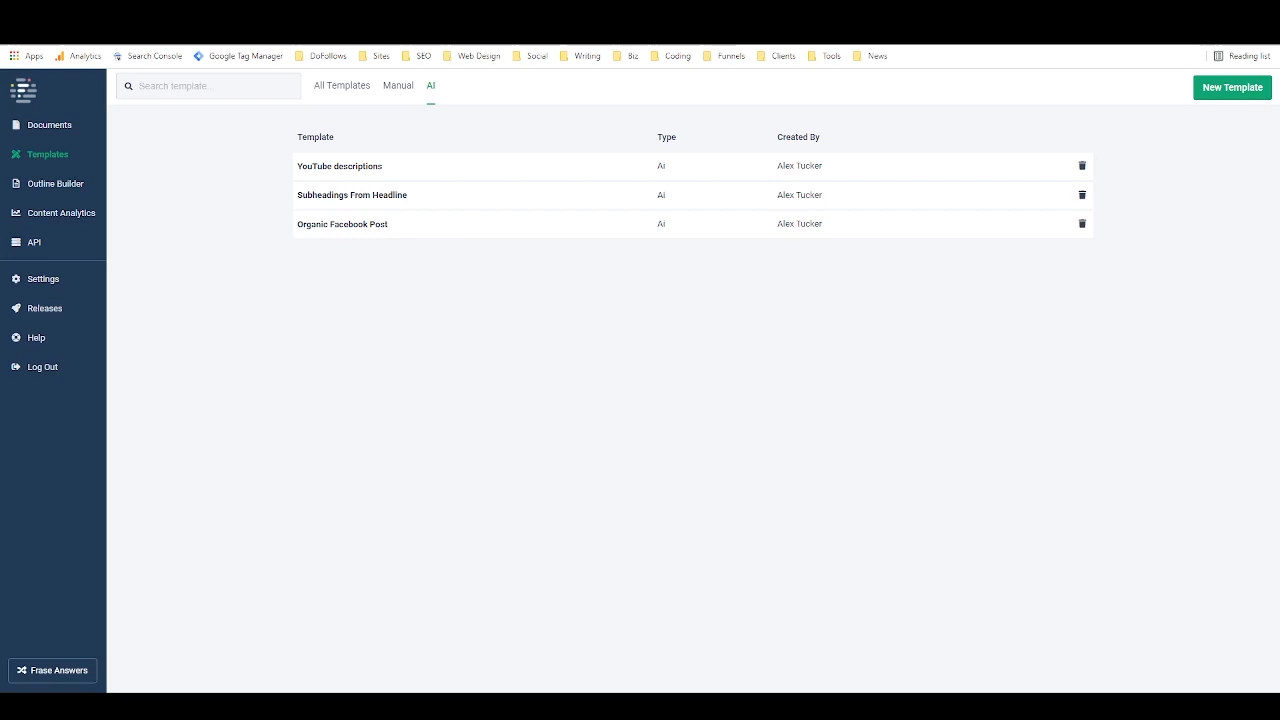 Apps Analytics Search Console Google Tag Manager DoFollows Sites SEO Web Design Social Writing Biz Coding Funnels Clients Tools News Reading list
Search template... All Templates Manual AI New Template
Documents
Templates
Outline Builder
Content Analytics
API
Settings
Releases
Help
Log Out
Frase Answers
Template Type Created By
YouTube descriptions Ai Alex Tucker
Subheadings From Headline Ai Alex Tucker
Organic Facebook Post Ai Alex Tucker